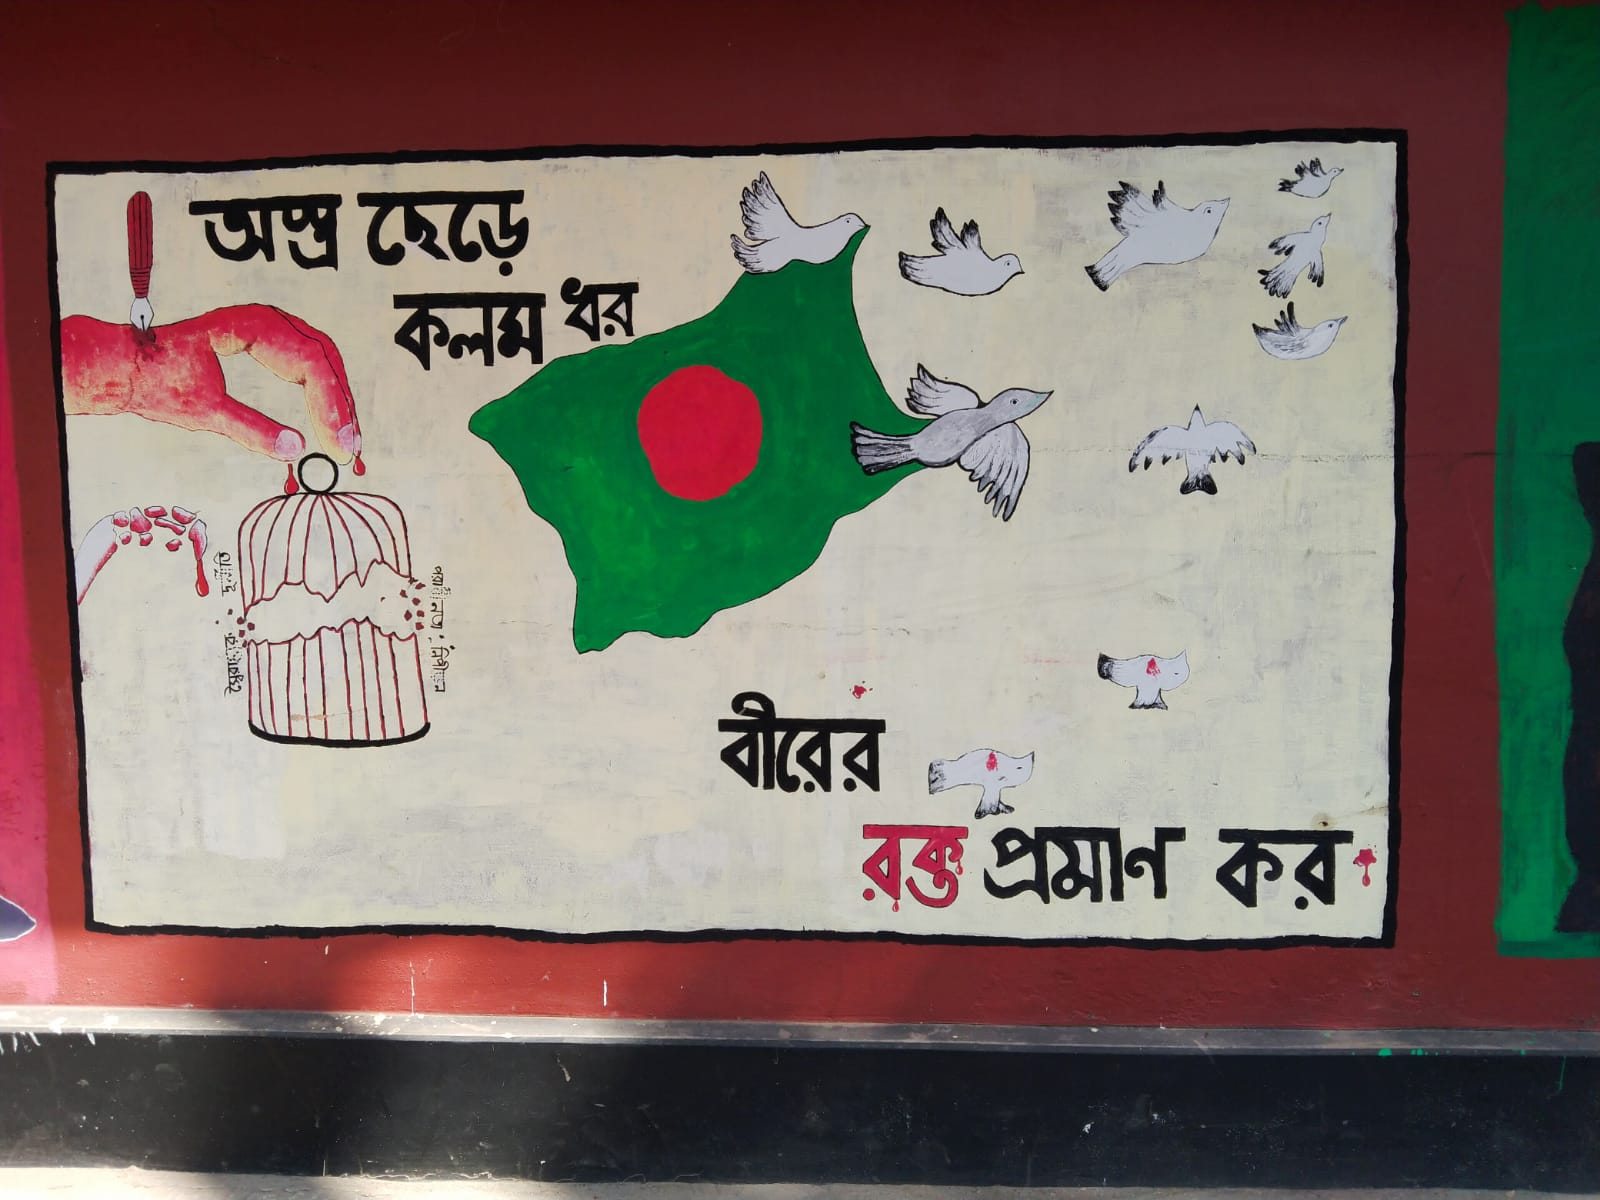 অস্ত্র ছেড়ে
কলম ধর
বীরের
রক্ত প্রমাণ কর